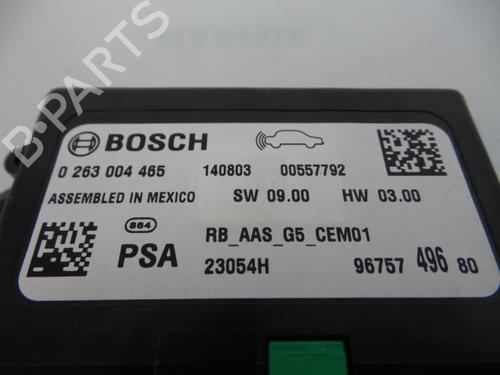 BOSCH
0 263 004 465 140803 00557792
ASSEMBLED IN MEXICO SW 09.00 HW 03.00
864 RB_AAS_G5_CEM01
PSA 23054H 96757 496 80